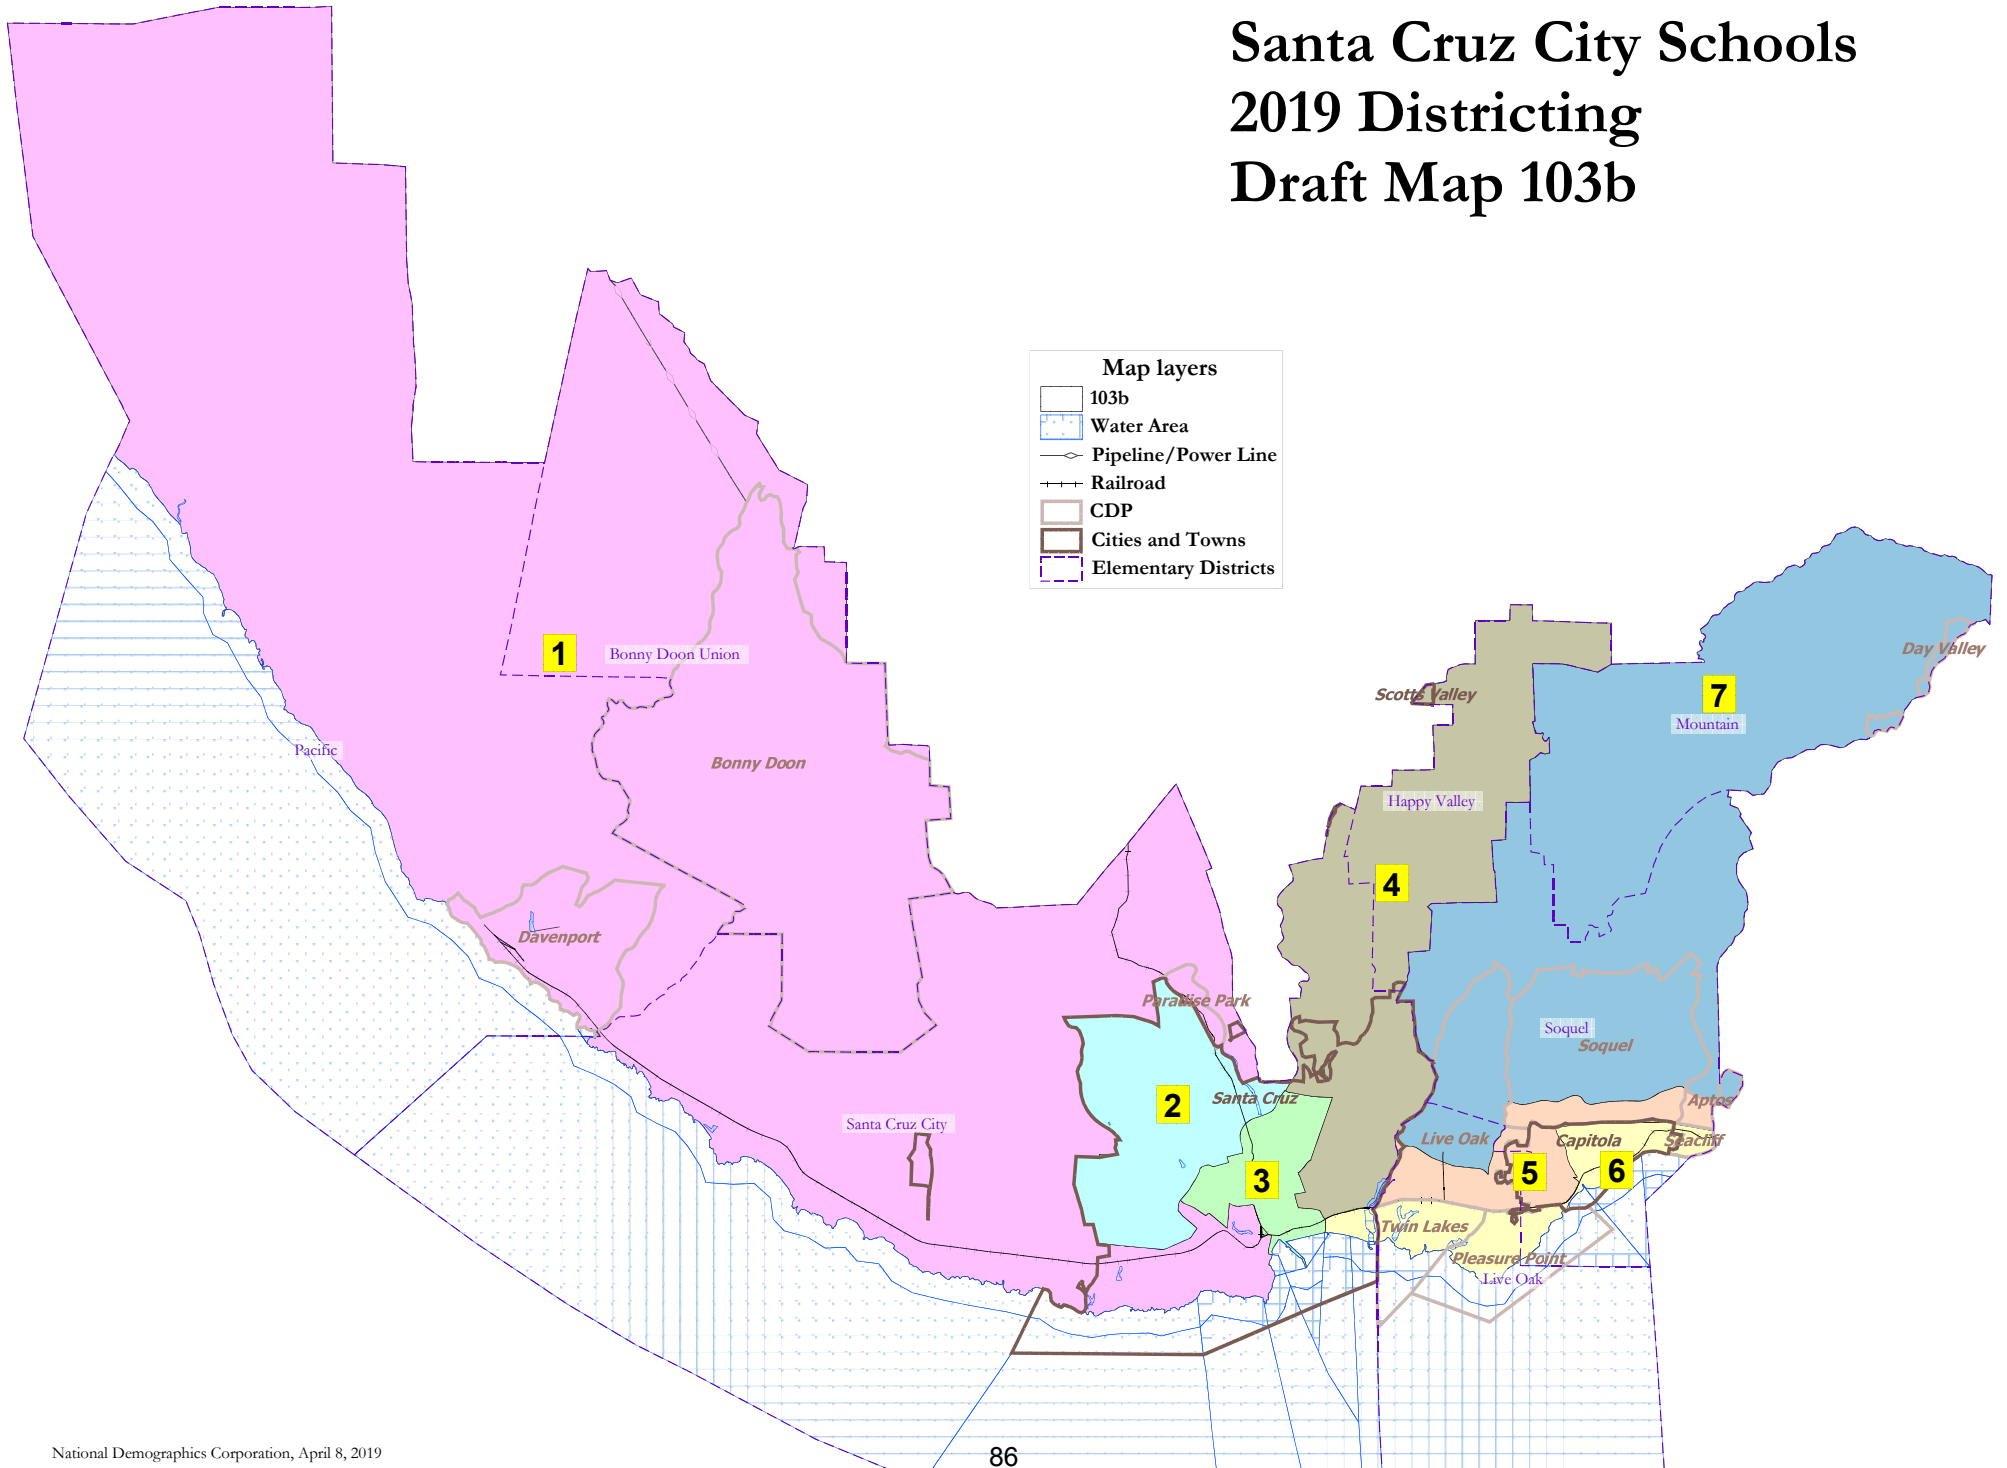 Santa Cruz City Schools
2019 Districting
Draft Map 103b
Map layers
103b
Water Area
Pipeline/Power Line
Railroad
CDP
Cities and Towns
Elementary Districts
1
Bonny Doon Union
Day Valley
Scotts Valley
7
Mountain
Pacific
Bonny Doon
Happy Valley
4
Davenport
Paradise Park
Soquel
Soquel
2
Santa Cruz
Aptos
Santa Cruz City
Live Oak
Capitola
Seacliff
3
5
6
Twin Lakes
Pleasure Point
Live Oak
National Demographics Corporation, April 8, 2019
86